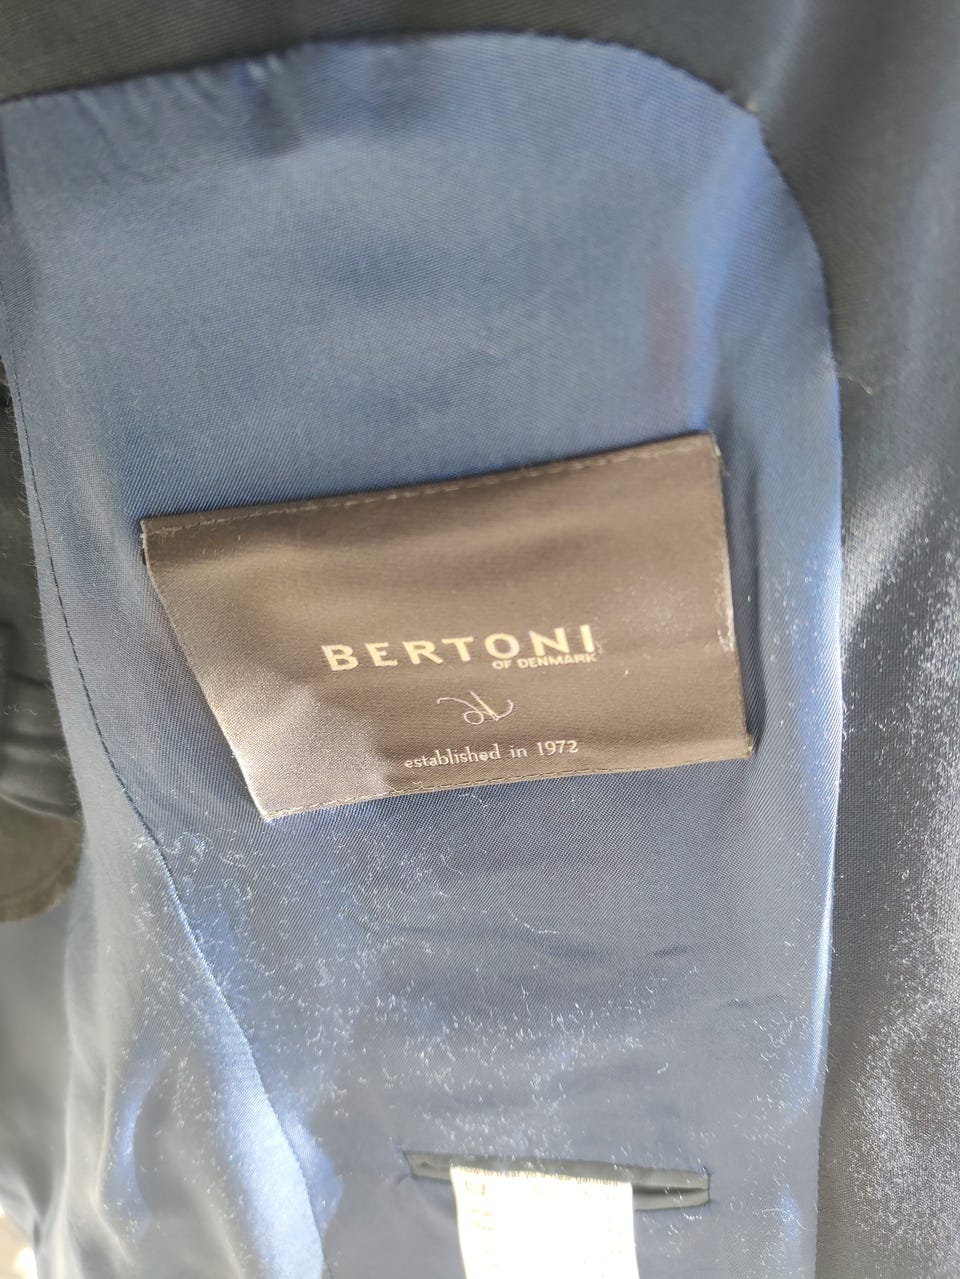 BERTONI
OF DENMARK
established in 1972